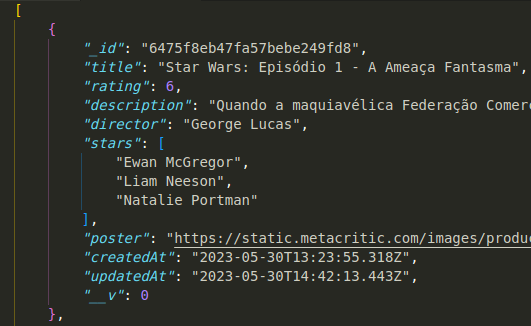 [
{
"_id": "6475f8eb47fa57bebe249fd8",
"title": "Star Wars: Episódio 1 - A Ameaça Fantasma",
"rating": 6,
"description": "Quando a maquiavélica Federação Comer
"director": "George Lucas",
"stars": [
"Ewan McGregor",
"Liam Neeson",
"Natalie Portman"
],
"poster": "https://static.metacritic.com/images/produ
"createdAt": "2023-05-30T13:23:55.318Z",
"updatedAt": "2023-05-30T14:42:13.443Z",
"__v": 0
},